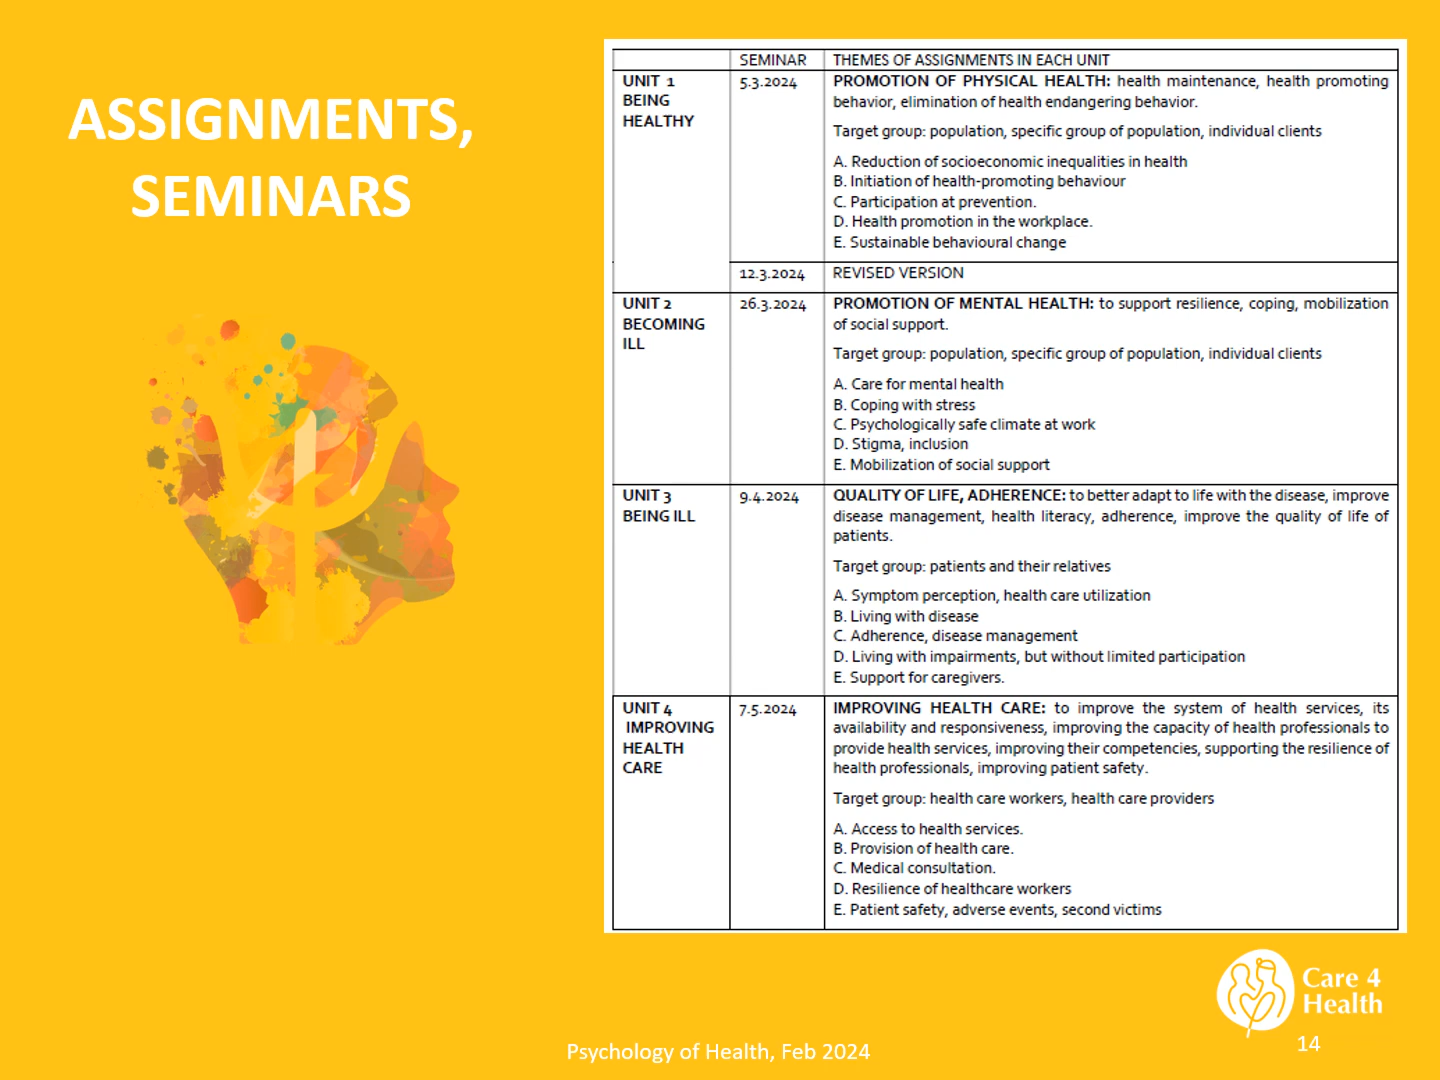 ASSIGNMENTS,
SEMINARS
SEMINAR THEMES OF ASSIGNMENTS IN EACH UNIT
UNIT 1
BEING
HEALTHY
5.3.2024
PROMOTION OF PHYSICAL HEALTH: health maintenance, health promoting
behavior, elimination of health endangering behavior.
Target group: population, specific group of population, individual clients
A. Reduction of socioeconomic inequalities in health
B. Initiation of health-promoting behaviour
C. Participation at prevention.
D. Health promotion in the workplace.
E. Sustainable behavioural change
12.3.2024 REVISED VERSION
UNIT 2
BECOMING
ILL
26.3.2024
PROMOTION OF MENTAL HEALTH: to support resilience, coping, mobilization
of social support.
Target group: population, specific group of population, individual clients
A. Care for mental health
B. Coping with stress
C. Psychologically safe climate at work
D. Stigma, inclusion
E. Mobilization of social support
UNIT 3
BEING ILL
9.4.2024
QUALITY OF LIFE, ADHERENCE: to better adapt to life with the disease, improve
disease management, health literacy, adherence, improve the quality of life of
patients.
Target group: patients and their relatives
A. Symptom perception, health care utilization
B. Living with disease
C. Adherence, disease management
D. Living with impairments, but without limited participation
E. Support for caregivers.
UNIT 4
IMPROVING
HEALTH
CARE
7.5.2024
IMPROVING HEALTH CARE: to improve the system of health services, its
availability and responsiveness, improving the capacity of health professionals to
provide health services, improving their competencies, supporting the resilience of
health professionals, improving patient safety.
Target group: health care workers, health care providers
A. Access to health services.
B. Provision of health care.
C. Medical consultation.
D. Resilience of healthcare workers
E. Patient safety, adverse events, second victims
Care 4
Health
Psychology of Health, Feb 2024
14